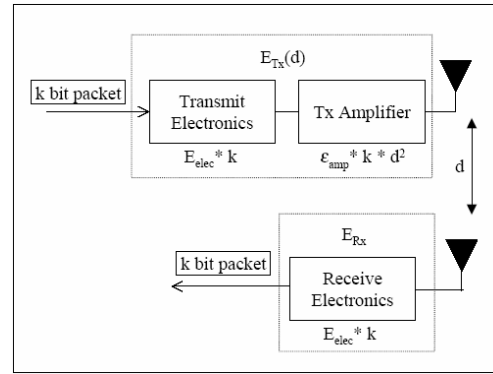 E_Tx(d)
k bit packet
Transmit
Electronics
Tx Amplifier
E_elec* k
ε_amp* k * d²
d
E_Rx
k bit packet
Receive
Electronics
E_elec* k